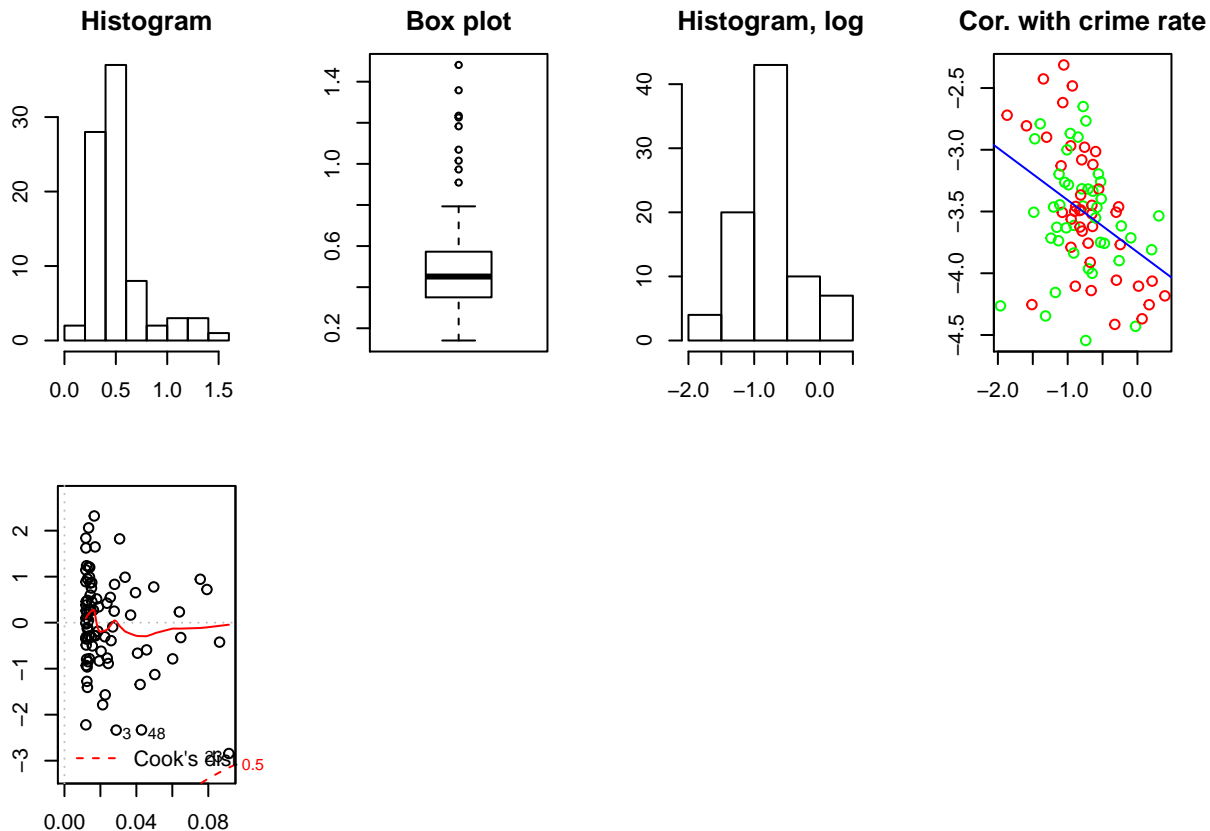 Histogram
0 10 20 30
0.0 0.5 1.0 1.5
Box plot
0.2 0.6 1.0 1.4
Histogram, log
0 10 20 30 40
−2.0 −1.0 0.0
Cor. with crime rate
−4.5 −4.0 −3.5 −3.0 −2.5
−2.0 −1.0 0.0
−3 −2 −1 0 1 2
3 48
Cook's dist
0.5
0.00 0.04 0.08